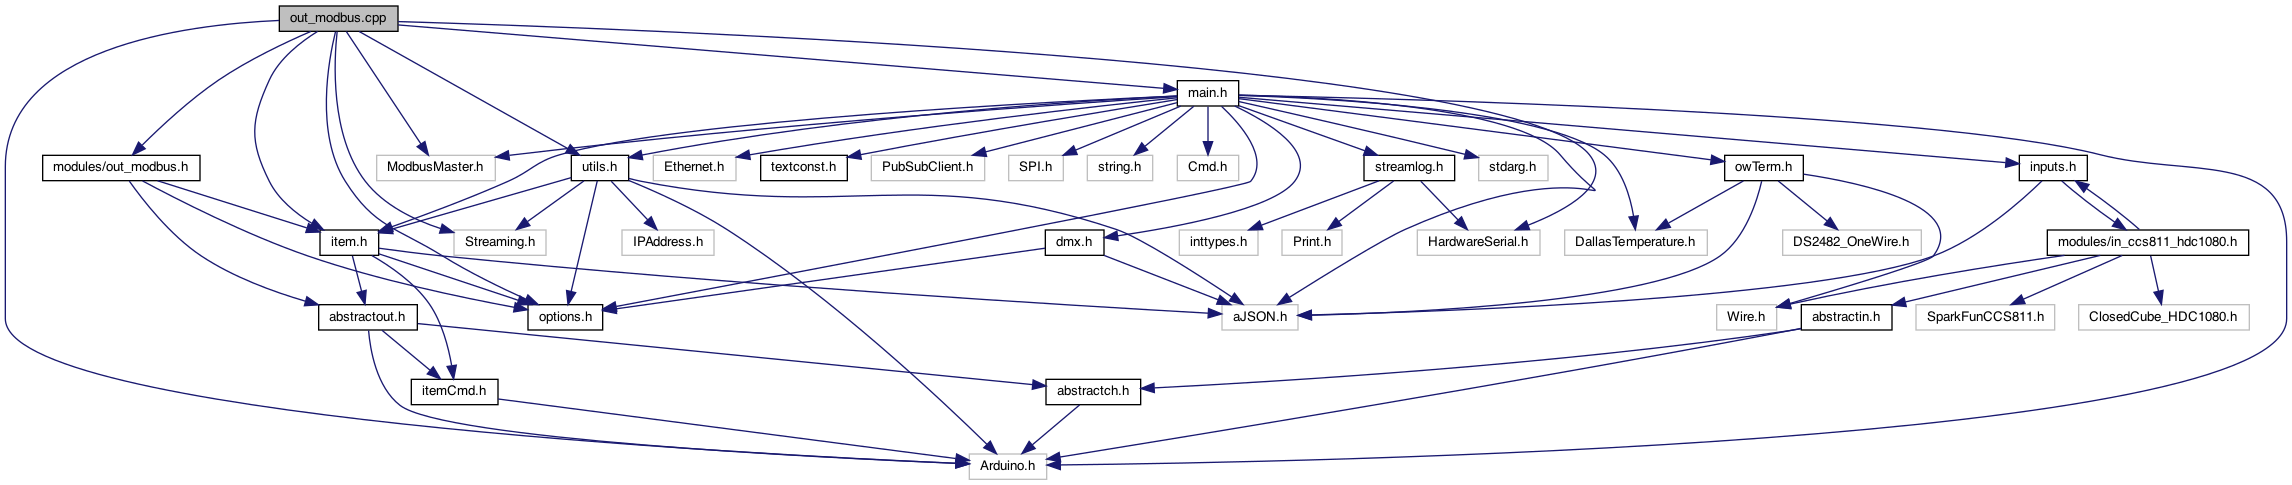 out_modbus.cpp
main.h
modules/out_modbus.h
ModbusMaster.h
utils.h
Ethernet.h
textconst.h
PubSubClient.h
SPI.h
string.h
Cmd.h
streamlog.h
stdarg.h
owTerm.h
inputs.h
item.h
Streaming.h
IPAddress.h
dmx.h
inttypes.h
Print.h
HardwareSerial.h
DallasTemperature.h
DS2482_OneWire.h
modules/in_ccs811_hdc1080.h
abstractout.h
options.h
aJSON.h
Wire.h
abstractin.h
SparkFunCCS811.h
ClosedCube_HDC1080.h
itemCmd.h
abstractch.h
Arduino.h